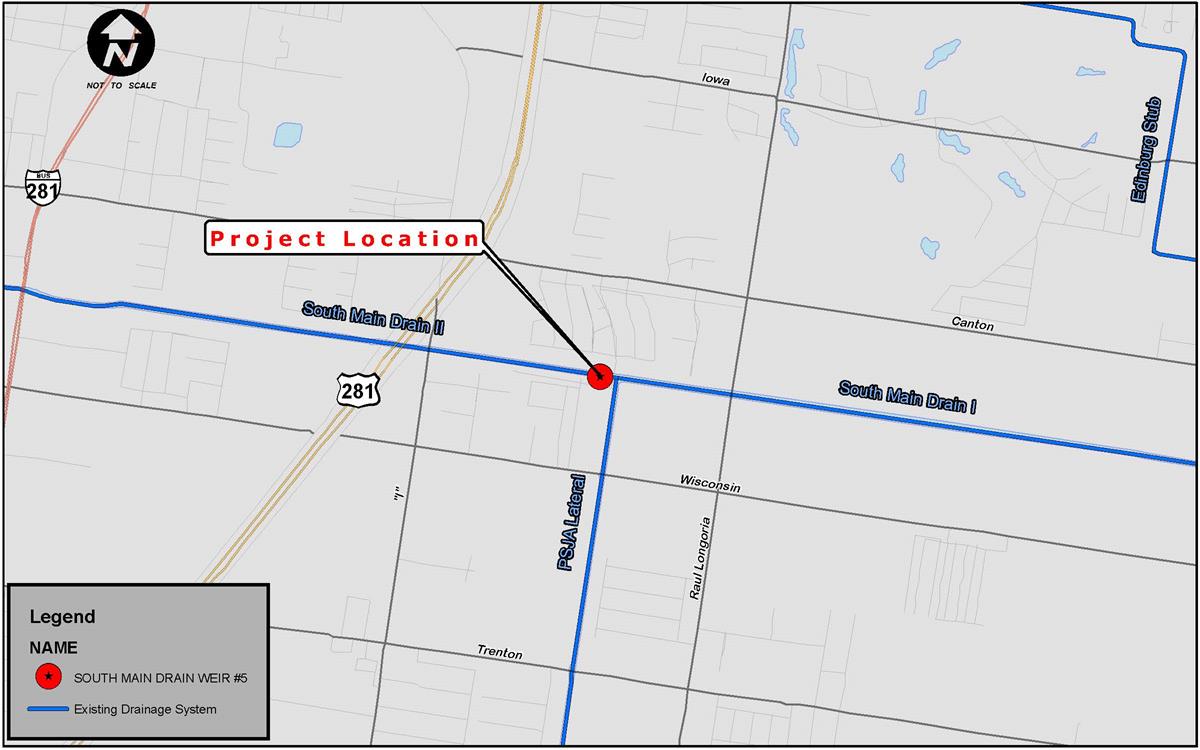 N
NOT TO SCALE
Iowa
Edinburg Stub
BUS
281
Project Location
South Main Drain II
Canton
281
South Main Drain I
Wisconsin
"I"
PSJA Lateral
Raul Longoria
Trenton
Legend
NAME
SOUTH MAIN DRAIN WEIR #5
Existing Drainage System